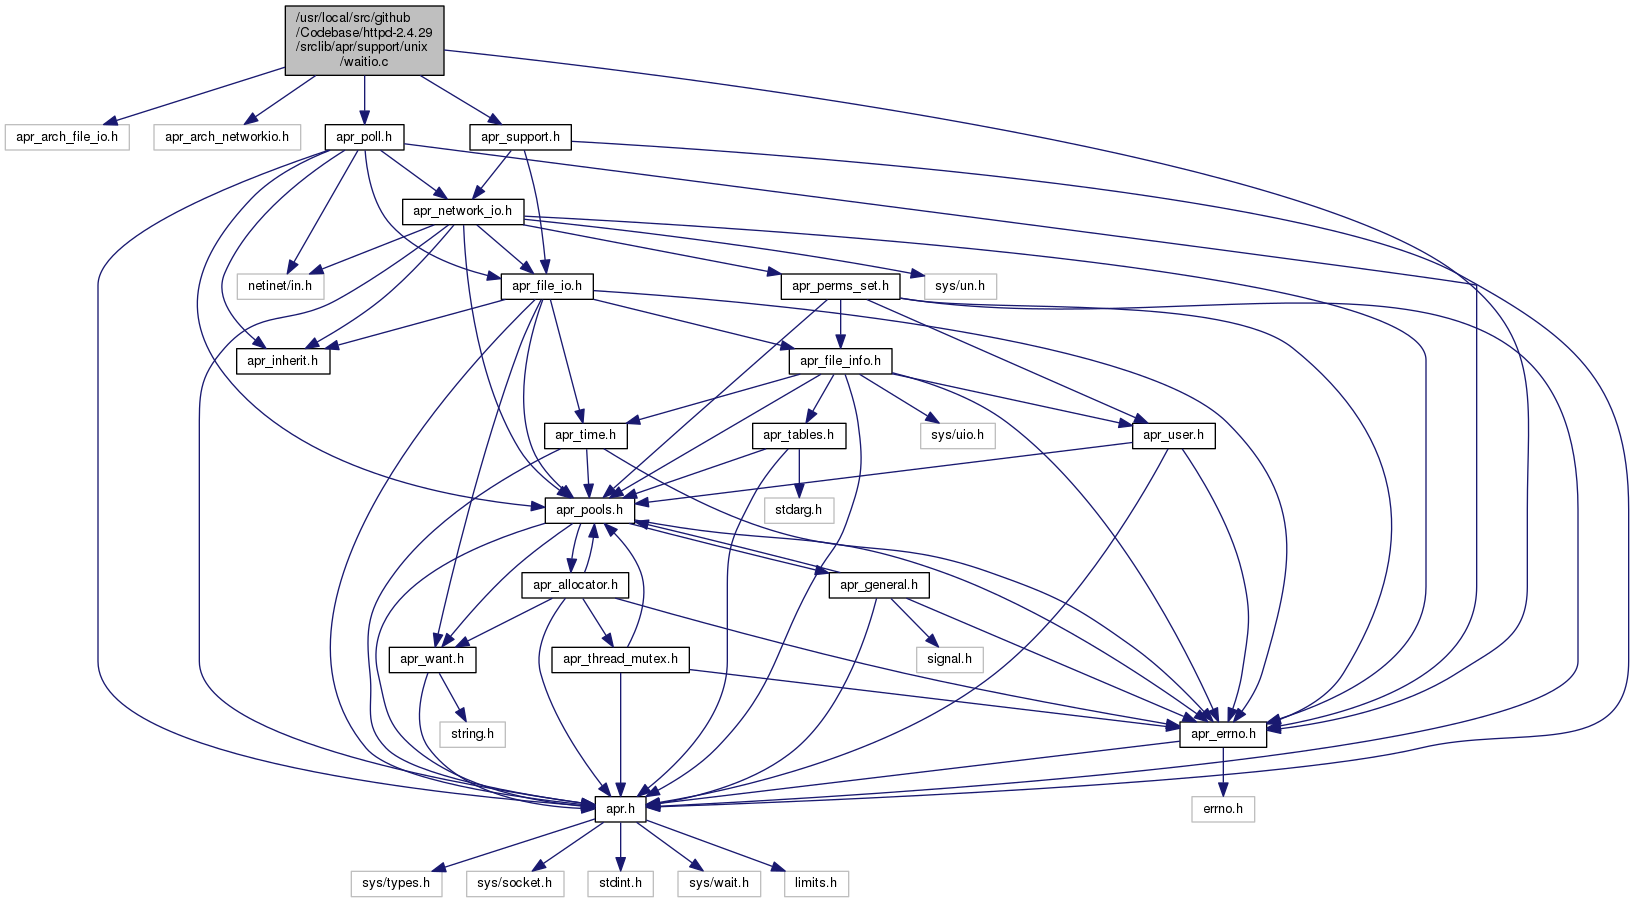 /usr/local/src/github
/Codebase/httpd-2.4.29
/srclib/apr/support/unix
/waitio.c
apr_arch_file_io.h
apr_arch_networkio.h
apr_poll.h
apr_support.h
apr_network_io.h
netinet/in.h
apr_file_io.h
apr_perms_set.h
sys/un.h
apr_inherit.h
apr_file_info.h
apr_time.h
apr_tables.h
sys/uio.h
apr_user.h
apr_pools.h
stdarg.h
apr_allocator.h
apr_general.h
apr_want.h
apr_thread_mutex.h
signal.h
string.h
apr_errno.h
apr.h
errno.h
sys/types.h
sys/socket.h
stdint.h
sys/wait.h
limits.h